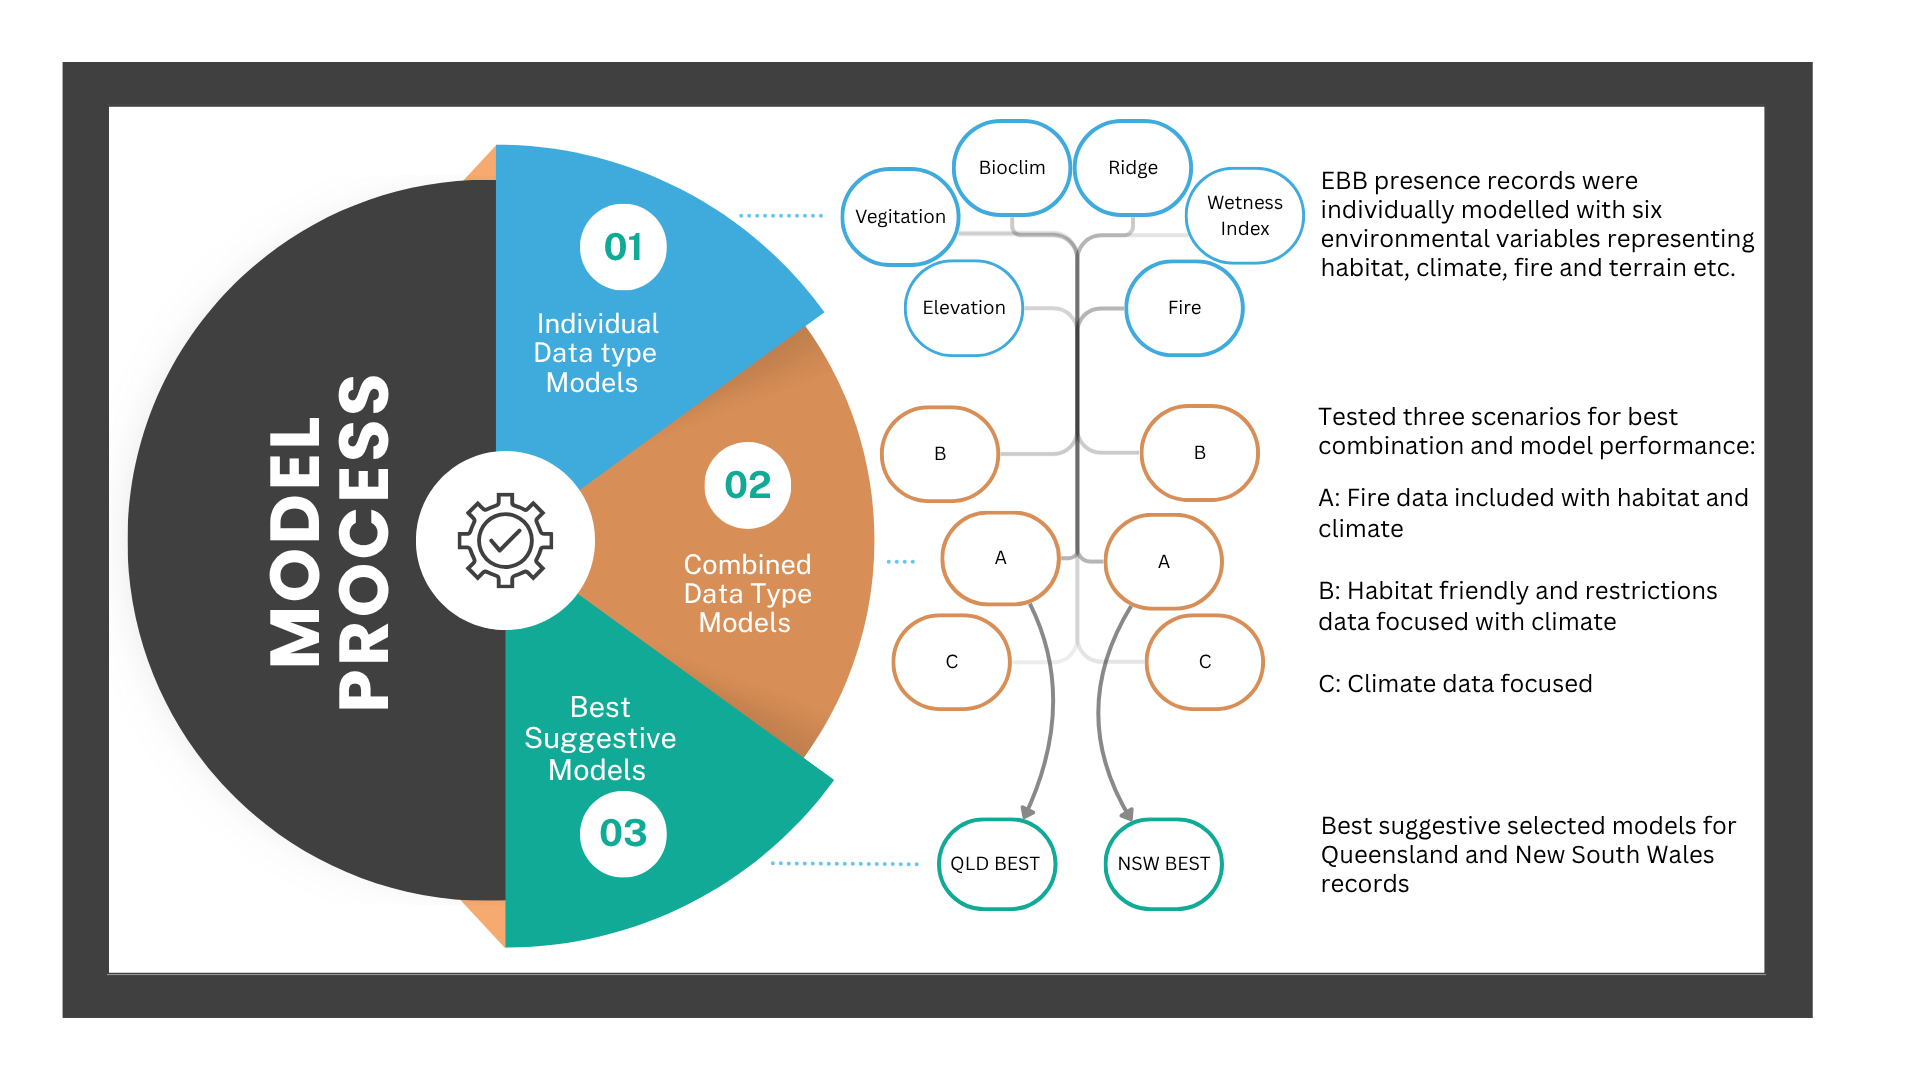 MODEL
PROCESS
01
Individual
Data type
Models
02
Combined
Data Type
Models
Best
Suggestive
Models
03
Bioclim
Ridge
Vegitation
Wetness
Index
Elevation
Fire
B
B
A
A
C
C
QLD BEST
NSW BEST
EBB presence records were
individually modelled with six
environmental variables representing
habitat, climate, fire and terrain etc.
Tested three scenarios for best
combination and model performance:
A: Fire data included with habitat and
climate
B: Habitat friendly and restrictions
data focused with climate
C: Climate data focused
Best suggestive selected models for
Queensland and New South Wales
records